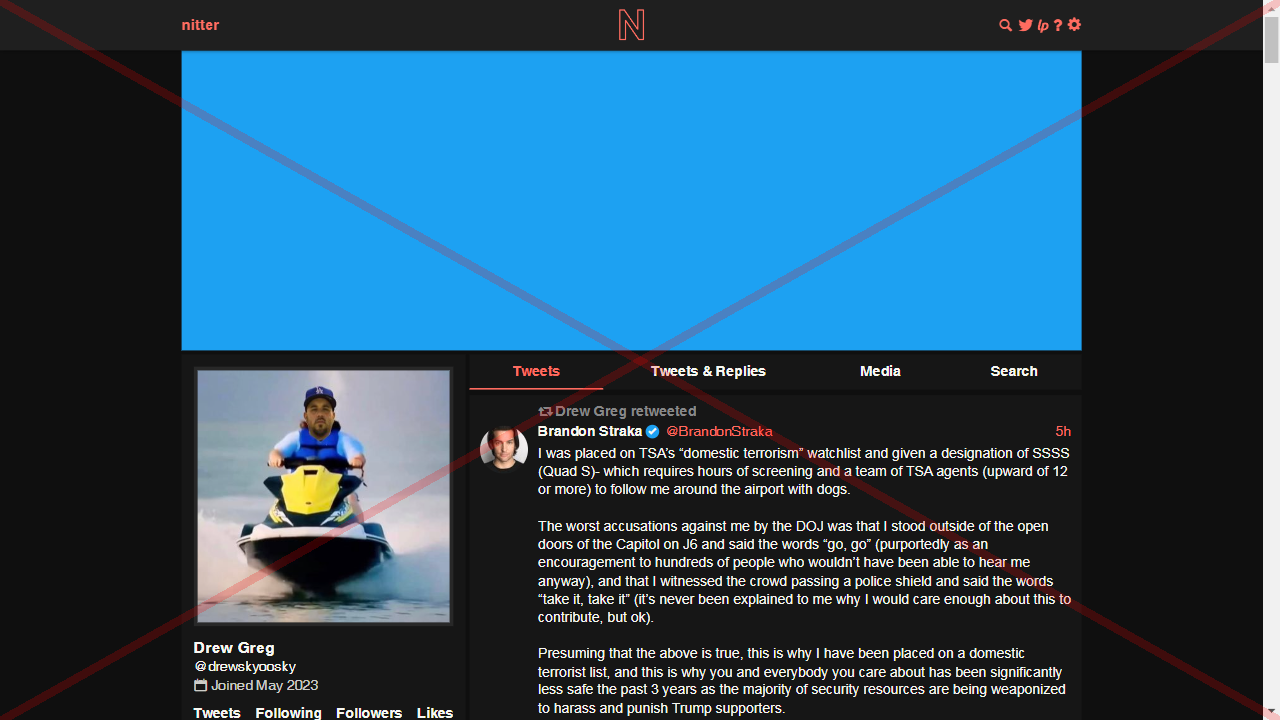 nitter
N
lp ?
Tweets Tweets & Replies Media Search
Drew Greg retweeted
Brandon Straka @BrandonStraka 5h
I was placed on TSA’s “domestic terrorism” watchlist and given a designation of SSSS
(Quad S)- which requires hours of screening and a team of TSA agents (upward of 12
or more) to follow me around the airport with dogs.
The worst accusations against me by the DOJ was that I stood outside of the open
doors of the Capitol on J6 and said the words “go, go” (purportedly as an
encouragement to hundreds of people who wouldn’t have been able to hear me
anyway), and that I witnessed the crowd passing a police shield and said the words
“take it, take it” (it’s never been explained to me why I would care enough about this to
contribute, but ok).
Presuming that the above is true, this is why I have been placed on a domestic
terrorist list, and this is why you and everybody you care about has been significantly
less safe the past 3 years as the majority of security resources are being weaponized
to harass and punish Trump supporters.
Drew Greg
@drewskyoosky
Joined May 2023
Tweets Following Followers Likes